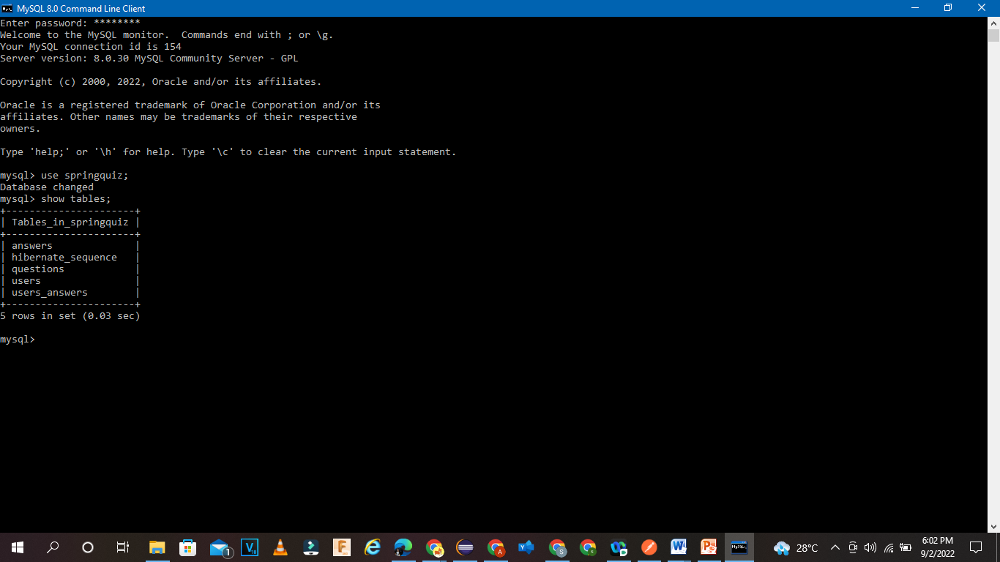 MySQL 8.0 Command Line Client
Enter password: ********
Welcome to the MySQL monitor.  Commands end with ; or \g.
Your MySQL connection id is 154
Server version: 8.0.30 MySQL Community Server - GPL
Copyright (c) 2000, 2022, Oracle and/or its affiliates.
Oracle is a registered trademark of Oracle Corporation and/or its
affiliates. Other names may be trademarks of their respective
owners.
Type 'help;' or '\h' for help. Type '\c' to clear the current input statement.
mysql> use springquiz;
Database changed
mysql> show tables;
+----------------------+
| Tables_in_springquiz |
+----------------------+
| answers              |
| hibernate_sequence   |
| questions            |
| users                |
| users_answers        |
+----------------------+
5 rows in set (0.03 sec)
mysql>
28°C
6:02 PM
9/2/2022